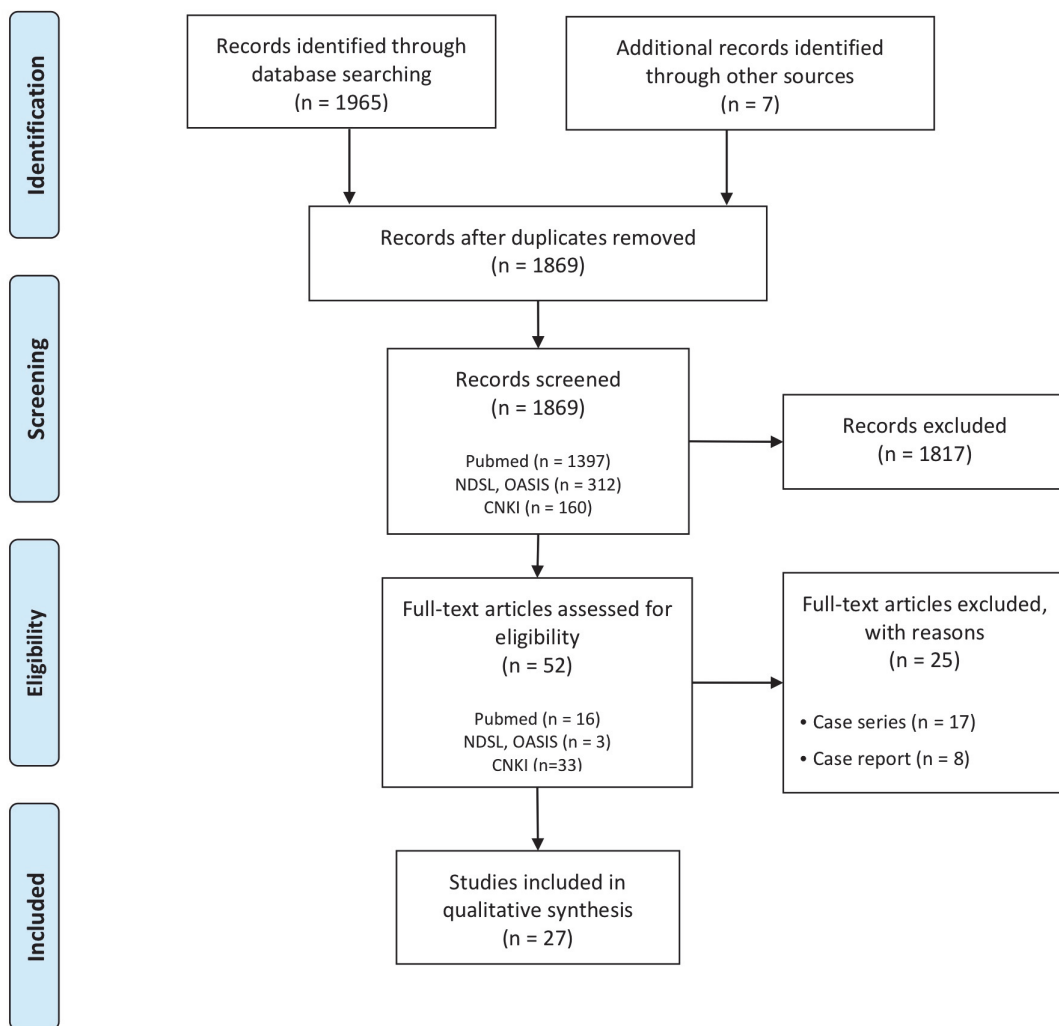 Identification
Records identified through
database searching
(n = 1965)
Additional records identified
through other sources
(n = 7)
Records after duplicates removed
(n = 1869)
Screening
Records screened
(n = 1869)
Pubmed (n = 1397)
NDSL, OASIS (n = 312)
CNKI (n = 160)
Records excluded
(n = 1817)
Eligibility
Full-text articles assessed for
eligibility
(n = 52)
Pubmed (n = 16)
NDSL, OASIS (n = 3)
CNKI (n=33)
Full-text articles excluded,
with reasons
(n = 25)
• Case series (n = 17)
• Case report (n = 8)
Included
Studies included in
qualitative synthesis
(n = 27)